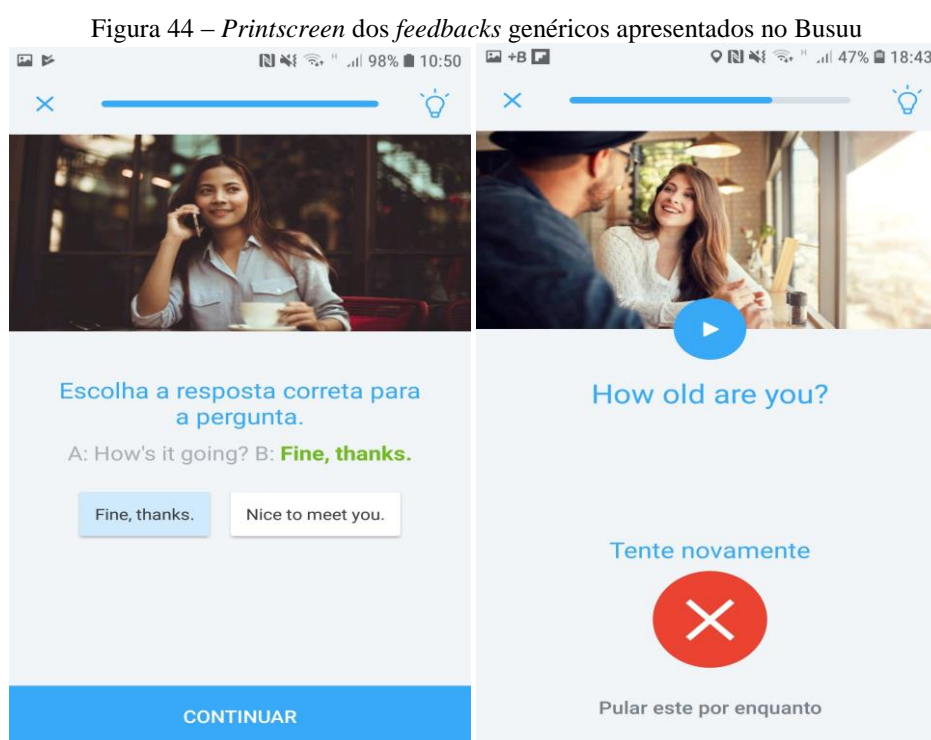 Figura 44 – Printscreen dos feedbacks genéricos apresentados no Busuu
98% 10:50
Escolha a resposta correta para
a pergunta.
A: How's it going? B: Fine, thanks.
Fine, thanks.
Nice to meet you.
CONTINUAR
+B
47% 18:43
How old are you?
Tente novamente
Pular este por enquanto